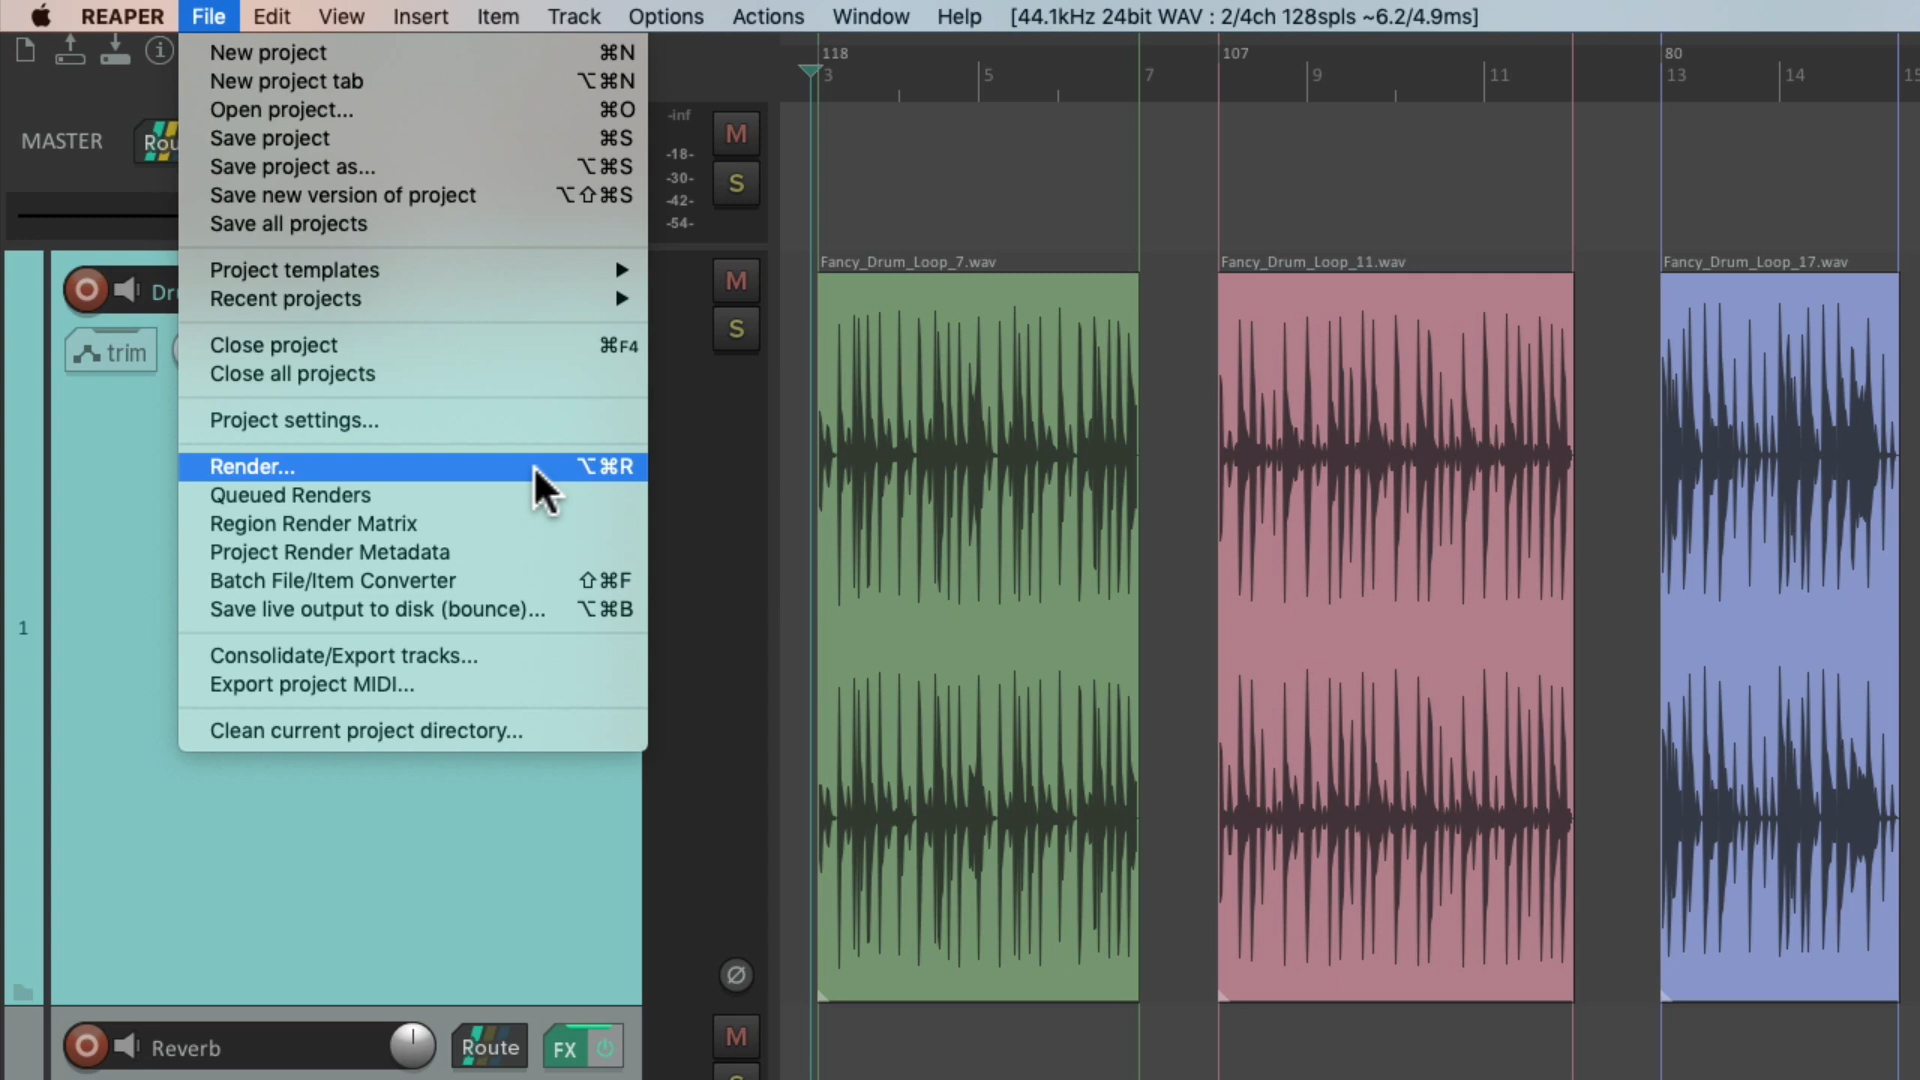 REAPER File Edit View Insert Item Track Options Actions Window Help [44.1kHz 24bit WAV : 2/4ch 128spls ~6.2/4.9ms]
New project ⌘N
New project tab ⌥⌘N
Open project... ⌘O
Save project ⌘S
Save project as... ⌥⌘S
Save new version of project ⌥⇧⌘S
Save all projects
Project templates ▶
Recent projects ▶
Close project ⌘F4
Close all projects
Project settings...
Render... ⌥⌘R
Queued Renders
Region Render Matrix
Project Render Metadata
Batch File/Item Converter ⇧⌘F
Save live output to disk (bounce)... ⌥⌘B
Consolidate/Export tracks...
Export project MIDI...
Clean current project directory...
118 107 80
3 5 7 9 11 13 14 15
MASTER Rou
-inf
-18-
-30-
-42-
-54-
M
S
Fancy_Drum_Loop_7.wav Fancy_Drum_Loop_11.wav Fancy_Drum_Loop_17.wav
Dr
M
trim
S
1
Reverb Route FX M